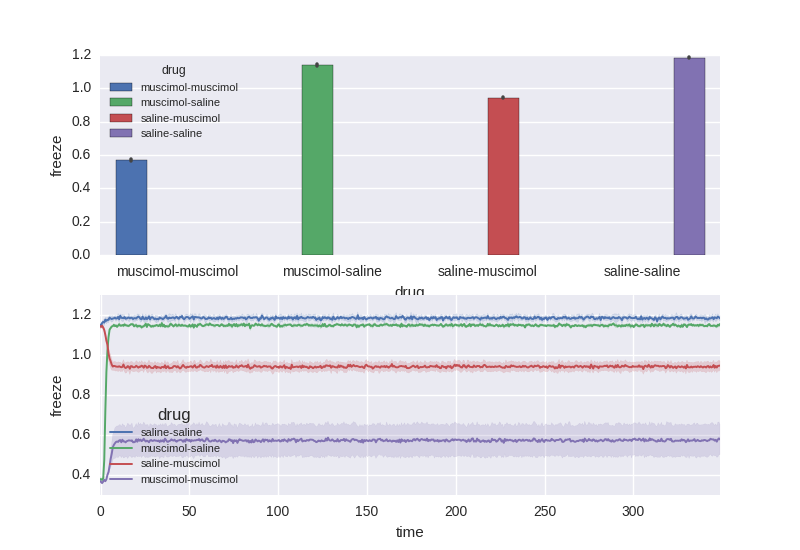 1.2
1.0
0.8
0.6
0.4
0.2
0.0
freeze
drug
muscimol-muscimol
muscimol-saline
saline-muscimol
saline-saline
muscimol-muscimol
muscimol-saline
saline-muscimol
saline-saline
drug
1.2
1.0
0.8
0.6
0.4
freeze
drug
saline-saline
muscimol-saline
saline-muscimol
muscimol-muscimol
0
50
100
150
200
250
300
time